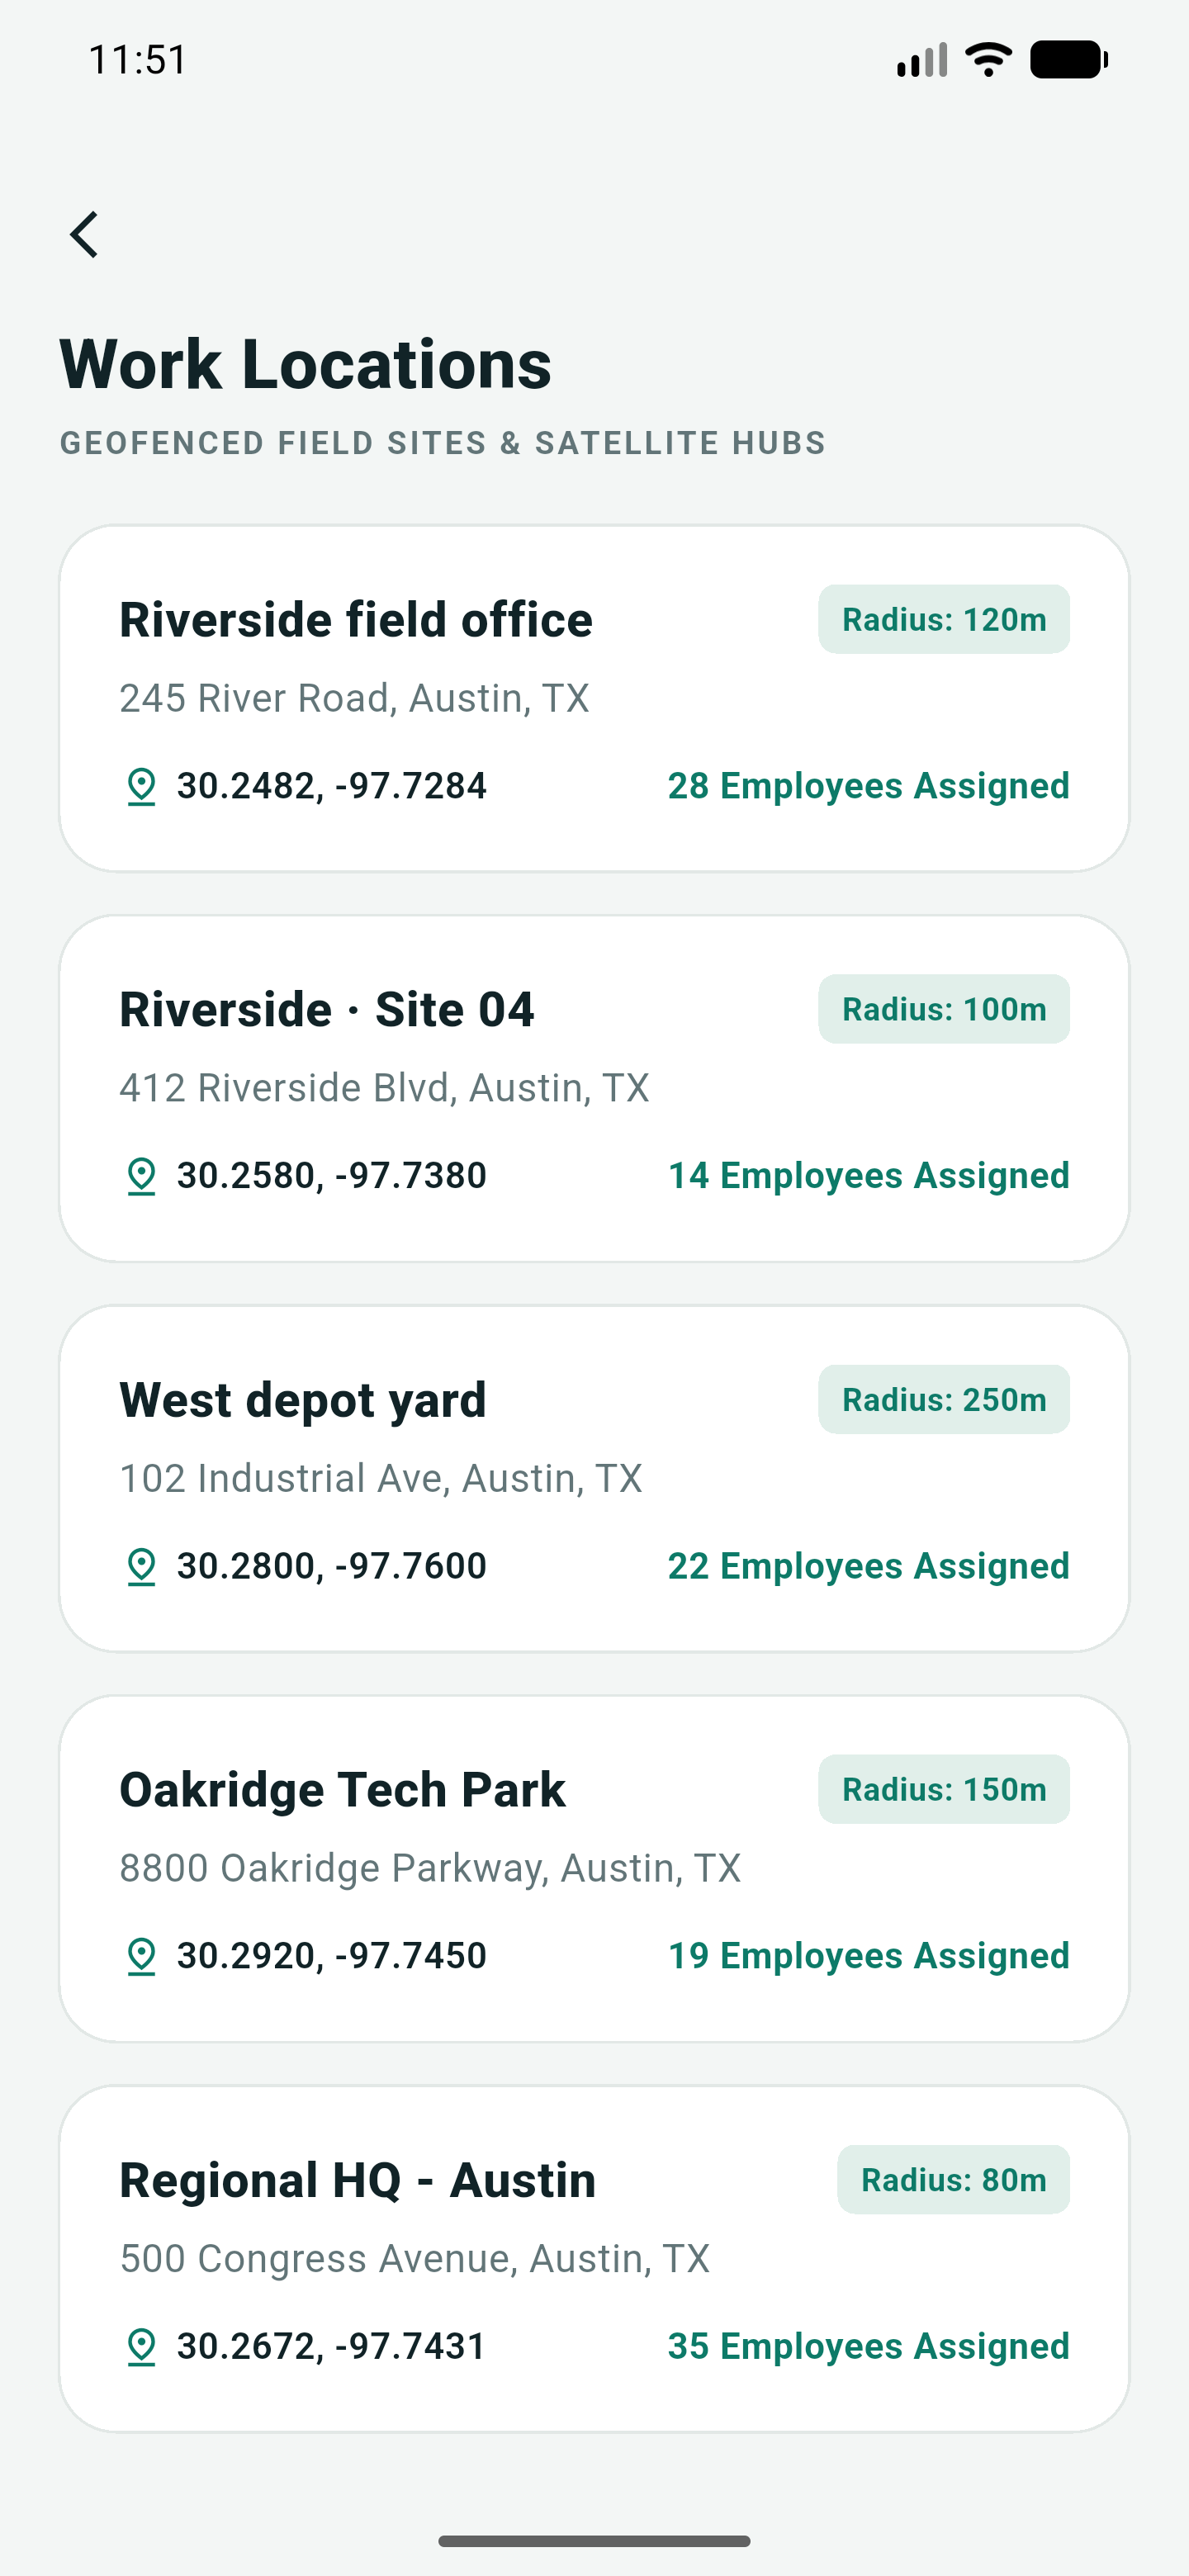 11:51
Work Locations
GEOFENCED FIELD SITES & SATELLITE HUBS
Riverside field office
Radius: 120m
245 River Road, Austin, TX
30.2482, -97.7284
28 Employees Assigned
Riverside · Site 04
Radius: 100m
412 Riverside Blvd, Austin, TX
30.2580, -97.7380
14 Employees Assigned
West depot yard
Radius: 250m
102 Industrial Ave, Austin, TX
30.2800, -97.7600
22 Employees Assigned
Oakridge Tech Park
Radius: 150m
8800 Oakridge Parkway, Austin, TX
30.2920, -97.7450
19 Employees Assigned
Regional HQ - Austin
Radius: 80m
500 Congress Avenue, Austin, TX
30.2672, -97.7431
35 Employees Assigned